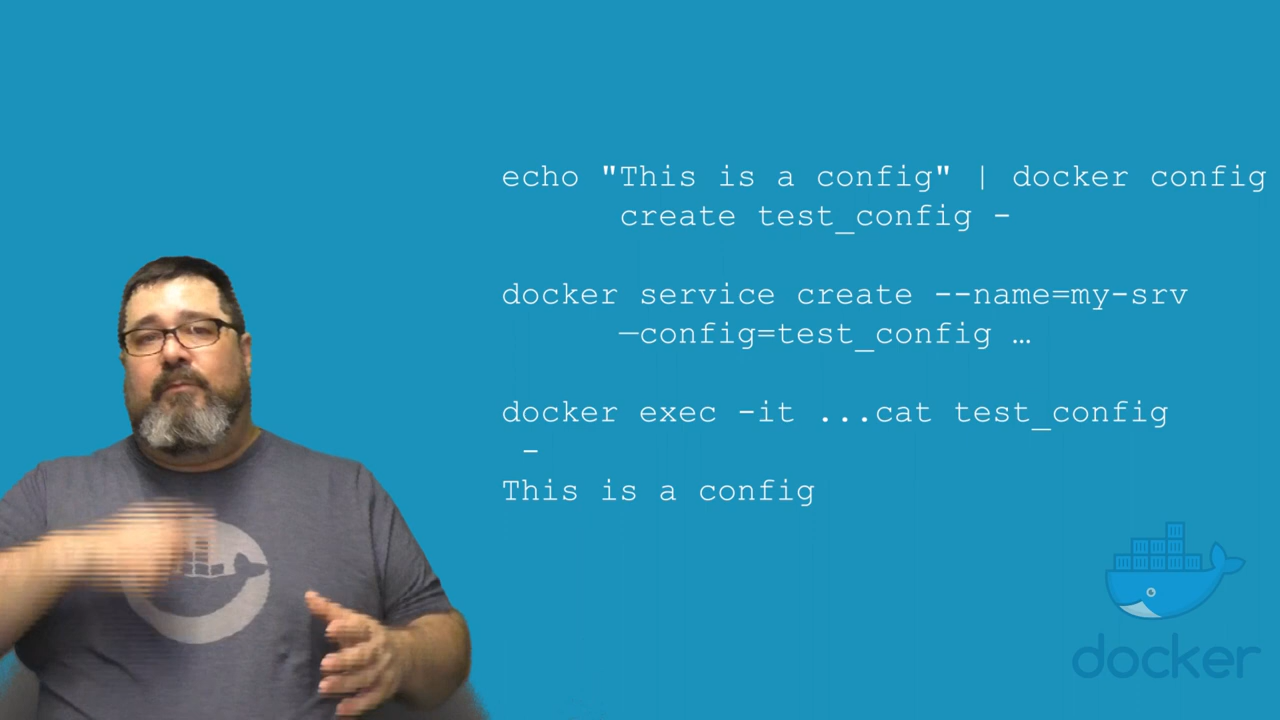 echo "This is a config" | docker config
create test_config -
docker service create --name=my-srv
—config=test_config …
docker exec -it ...cat test_config
-
This is a config
docker